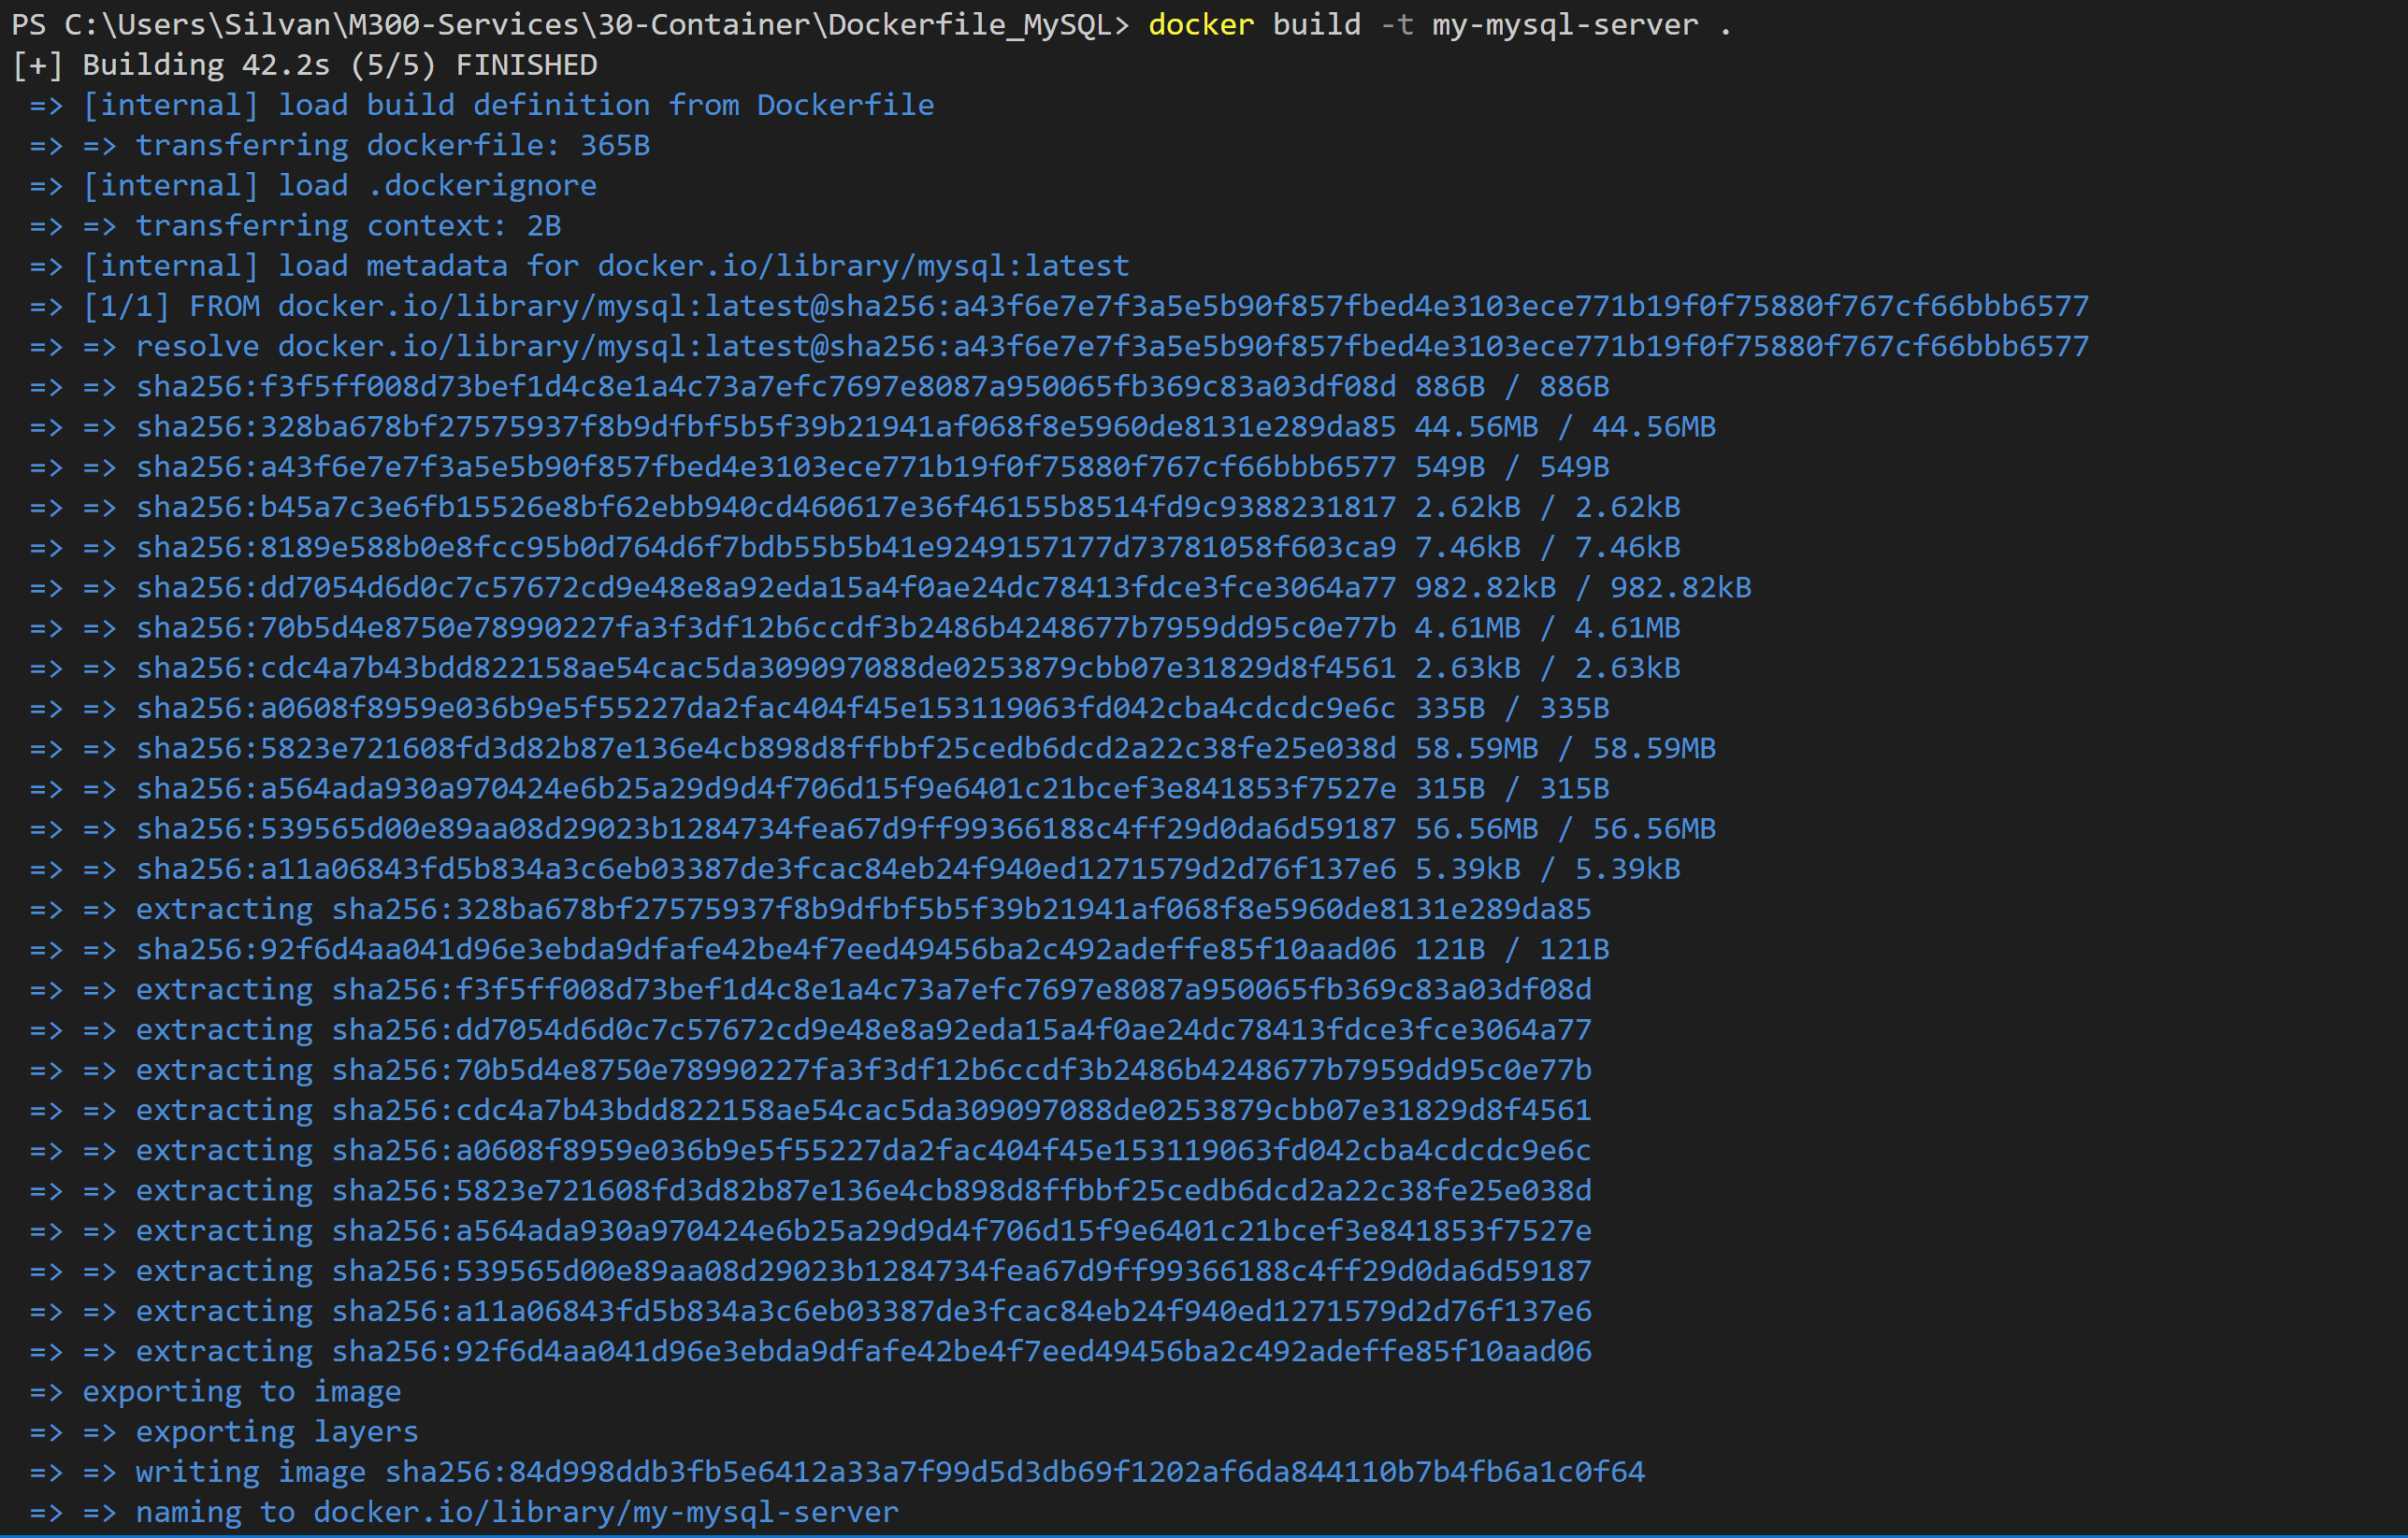 PS C:\Users\Silvan\M300-Services\30-Container\Dockerfile_MySQL> docker build -t my-mysql-server .
[+] Building 42.2s (5/5) FINISHED
=> [internal] load build definition from Dockerfile
=> => transferring dockerfile: 365B
=> [internal] load .dockerignore
=> => transferring context: 2B
=> [internal] load metadata for docker.io/library/mysql:latest
=> [1/1] FROM docker.io/library/mysql:latest@sha256:a43f6e7e7f3a5e5b90f857fbed4e3103ece771b19f0f75880f767cf66bbb6577
=> => resolve docker.io/library/mysql:latest@sha256:a43f6e7e7f3a5e5b90f857fbed4e3103ece771b19f0f75880f767cf66bbb6577
=> => sha256:f3f5ff008d73bef1d4c8e1a4c73a7efc7697e8087a950065fb369c83a03df08d 886B / 886B
=> => sha256:328ba678bf27575937f8b9dfbf5b5f39b21941af068f8e5960de8131e289da85 44.56MB / 44.56MB
=> => sha256:a43f6e7e7f3a5e5b90f857fbed4e3103ece771b19f0f75880f767cf66bbb6577 549B / 549B
=> => sha256:b45a7c3e6fb15526e8bf62ebb940cd460617e36f46155b8514fd9c9388231817 2.62kB / 2.62kB
=> => sha256:8189e588b0e8fcc95b0d764d6f7bdb55b5b41e9249157177d73781058f603ca9 7.46kB / 7.46kB
=> => sha256:dd7054d6d0c7c57672cd9e48e8a92eda15a4f0ae24dc78413fdce3fce3064a77 982.82kB / 982.82kB
=> => sha256:70b5d4e8750e78990227fa3f3df12b6ccdf3b2486b4248677b7959dd95c0e77b 4.61MB / 4.61MB
=> => sha256:cdc4a7b43bdd822158ae54cac5da309097088de0253879cbb07e31829d8f4561 2.63kB / 2.63kB
=> => sha256:a0608f8959e036b9e5f55227da2fac404f45e153119063fd042cba4cdcdc9e6c 335B / 335B
=> => sha256:5823e721608fd3d82b87e136e4cb898d8ffbbf25cedb6dcd2a22c38fe25e038d 58.59MB / 58.59MB
=> => sha256:a564ada930a970424e6b25a29d9d4f706d15f9e6401c21bcef3e841853f7527e 315B / 315B
=> => sha256:539565d00e89aa08d29023b1284734fea67d9ff99366188c4ff29d0da6d59187 56.56MB / 56.56MB
=> => sha256:a11a06843fd5b834a3c6eb03387de3fcac84eb24f940ed1271579d2d76f137e6 5.39kB / 5.39kB
=> => extracting sha256:328ba678bf27575937f8b9dfbf5b5f39b21941af068f8e5960de8131e289da85
=> => sha256:92f6d4aa041d96e3ebda9dfafe42be4f7eed49456ba2c492adeffe85f10aad06 121B / 121B
=> => extracting sha256:f3f5ff008d73bef1d4c8e1a4c73a7efc7697e8087a950065fb369c83a03df08d
=> => extracting sha256:dd7054d6d0c7c57672cd9e48e8a92eda15a4f0ae24dc78413fdce3fce3064a77
=> => extracting sha256:70b5d4e8750e78990227fa3f3df12b6ccdf3b2486b4248677b7959dd95c0e77b
=> => extracting sha256:cdc4a7b43bdd822158ae54cac5da309097088de0253879cbb07e31829d8f4561
=> => extracting sha256:a0608f8959e036b9e5f55227da2fac404f45e153119063fd042cba4cdcdc9e6c
=> => extracting sha256:5823e721608fd3d82b87e136e4cb898d8ffbbf25cedb6dcd2a22c38fe25e038d
=> => extracting sha256:a564ada930a970424e6b25a29d9d4f706d15f9e6401c21bcef3e841853f7527e
=> => extracting sha256:539565d00e89aa08d29023b1284734fea67d9ff99366188c4ff29d0da6d59187
=> => extracting sha256:a11a06843fd5b834a3c6eb03387de3fcac84eb24f940ed1271579d2d76f137e6
=> => extracting sha256:92f6d4aa041d96e3ebda9dfafe42be4f7eed49456ba2c492adeffe85f10aad06
=> exporting to image
=> => exporting layers
=> => writing image sha256:84d998ddb3fb5e6412a33a7f99d5d3db69f1202af6da844110b7b4fb6a1c0f64
=> => naming to docker.io/library/my-mysql-server